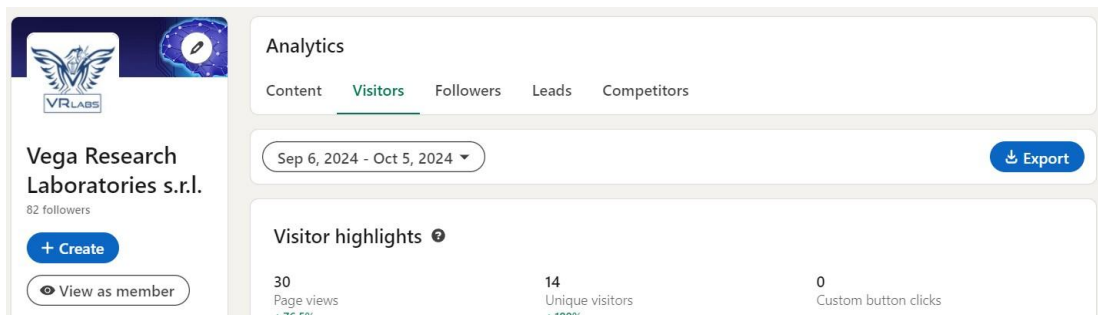 VRLABS
Vega Research
Laboratories s.r.l.
82 followers
+ Create
View as member
Analytics
Content Visitors Followers Leads Competitors
Sep 6, 2024 - Oct 5, 2024
Export
Visitor highlights
30
Page views
14
Unique visitors
0
Custom button clicks